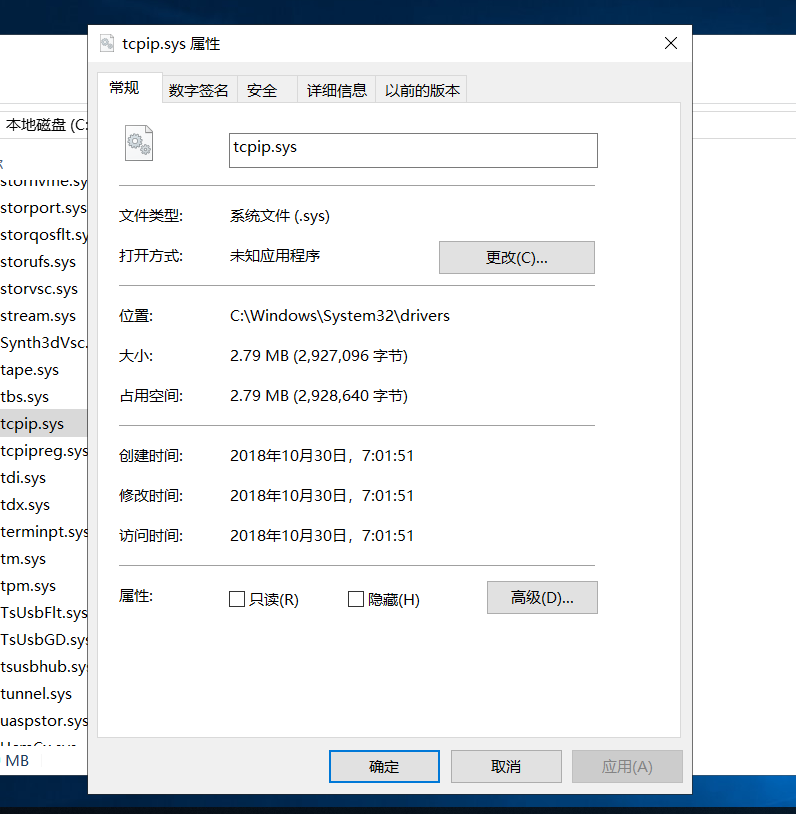 tcpip.sys 属性
常规 数字签名 安全 详细信息 以前的版本
本地磁盘 (C:
tcpip.sys
stornvme.sy
storport.sys
storqosflt.sy
storufs.sys
storvsc.sys
stream.sys
Synth3dVsc.
tape.sys
tbs.sys
tcpip.sys
tcpipreg.sys
tdi.sys
tdx.sys
terminpt.sys
tm.sys
tpm.sys
TsUsbFlt.sys
TsUsbGD.sys
tsusbhub.sys
tunnel.sys
uaspstor.sys
MB
文件类型: 系统文件 (.sys)
打开方式: 未知应用程序 更改(C)...
位置: C:\Windows\System32\drivers
大小: 2.79 MB (2,927,096 字节)
占用空间: 2.79 MB (2,928,640 字节)
创建时间: 2018年10月30日，7:01:51
修改时间: 2018年10月30日，7:01:51
访问时间: 2018年10月30日，7:01:51
属性: 只读(R) 隐藏(H) 高级(D)...
确定 取消 应用(A)